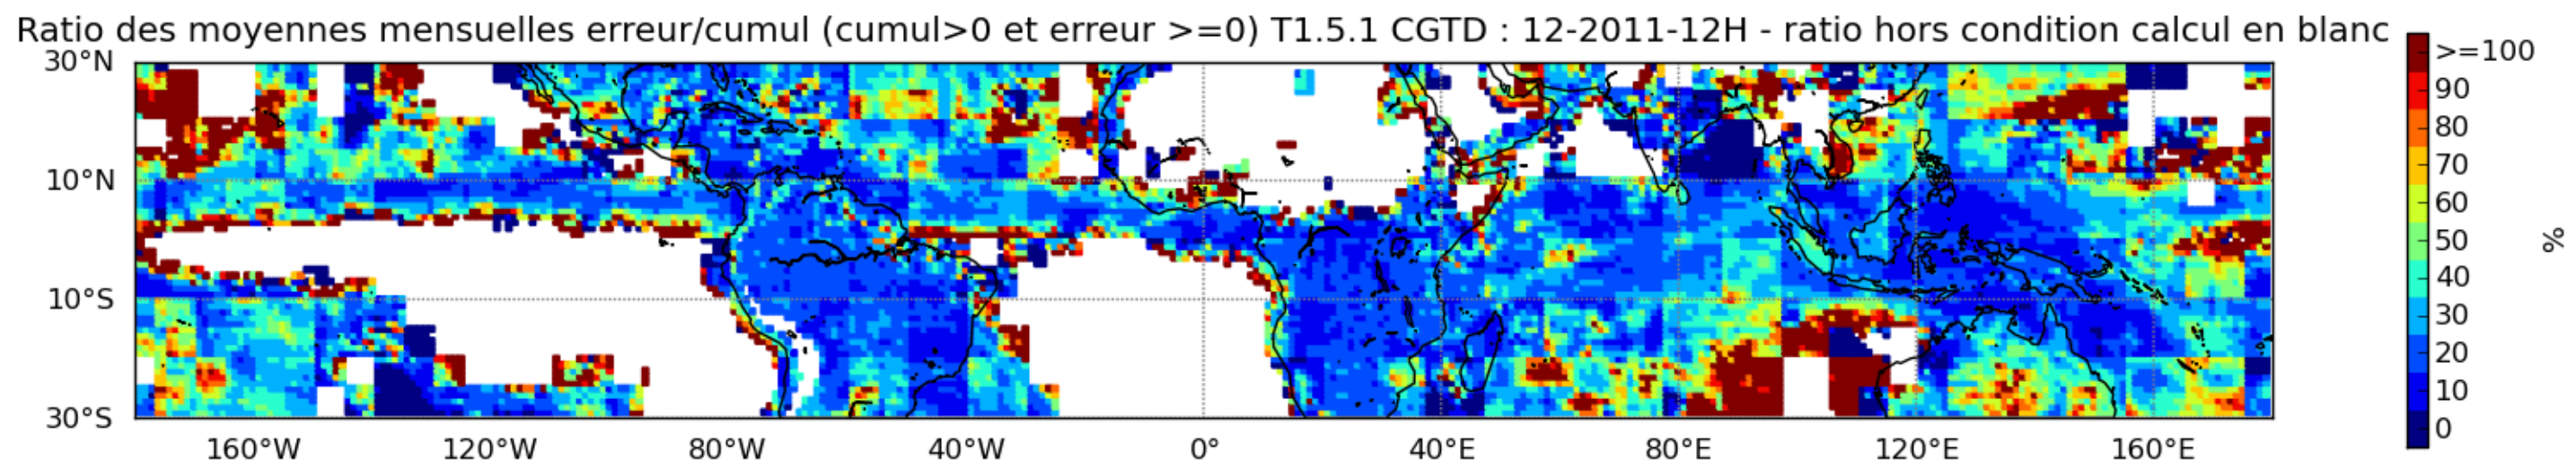 Ratio des moyennes mensuelles erreur/cumul (cumul>0 et erreur >=0) T1.5.1 CGTD : 12-2011-12H - ratio hors condition calcul en blanc
30°N
10°N
10°S
30°S
160°W 120°W 80°W 40°W 0° 40°E 80°E 120°E 160°E
>=100
90
80
70
60
50
40
30
20
10
0
%